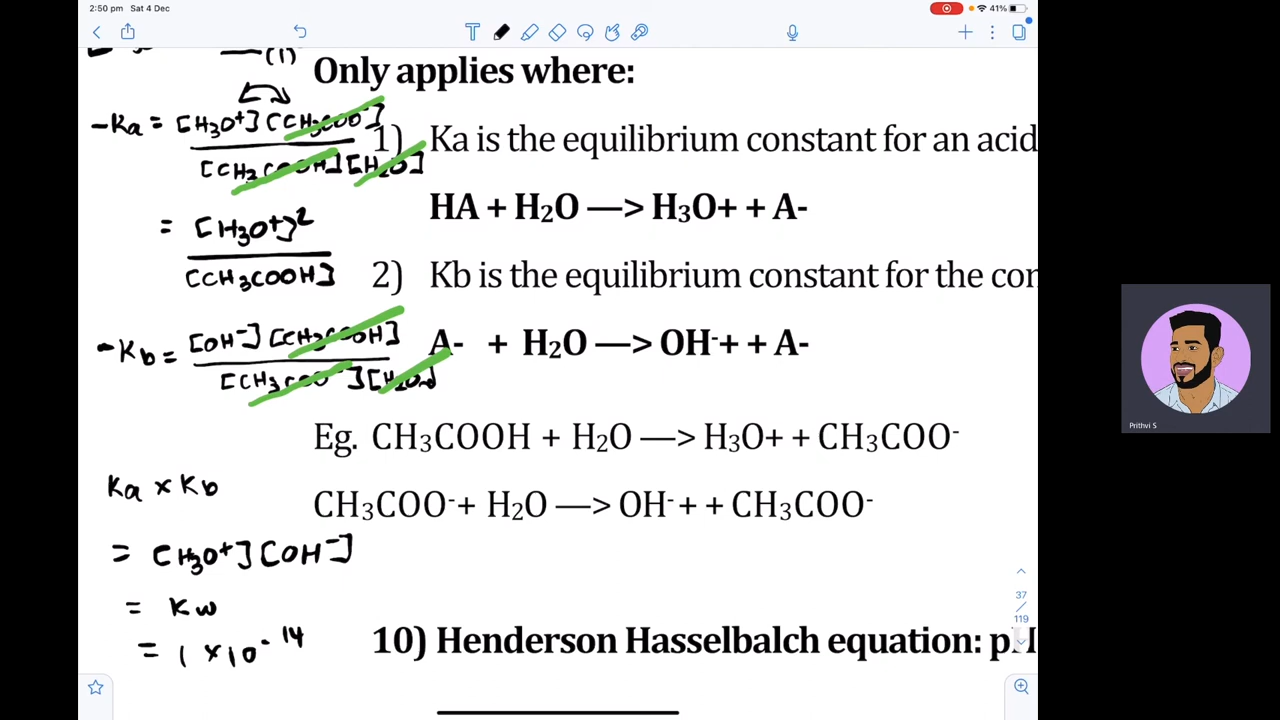 2:50 pm Sat 4 Dec
41%
(1)
Only applies where:
-Ka = [H3O+][CH3COO-]
[CH3COOH][H2O]
1) Ka is the equilibrium constant for an acid
HA + H2O —> H3O+ + A-
= [H3O+]2
[CH3COOH]
2) Kb is the equilibrium constant for the con
-Kb = [OH-][CH3COOH]
[CH3COO-][H2O]
A- + H2O —> OH-+ + A-
Eg. CH3COOH + H2O —> H3O+ + CH3COO-
Ka x Kb
CH3COO-+ H2O —> OH-+ + CH3COO-
= [H3O+][OH-]
= Kw
= 1 x10-14
10) Henderson Hasselbalch equation: pH
37
/
119
Prithvi S